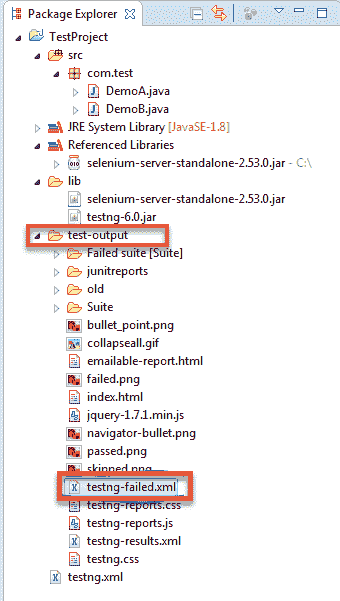 Package Explorer
TestProject
src
com.test
DemoA.java
DemoB.java
JRE System Library [JavaSE-1.8]
Referenced Libraries
selenium-server-standalone-2.53.0.jar - C:\
lib
selenium-server-standalone-2.53.0.jar
testng-6.0.jar
test-output
Failed suite [Suite]
junitreports
old
Suite
bullet_point.png
collapseall.gif
emailable-report.html
failed.png
index.html
jquery-1.7.1.min.js
navigator-bullet.png
passed.png
skipped.png
testng-failed.xml
testng-reports.css
testng-reports.js
testng-results.xml
testng.css
testng.xml